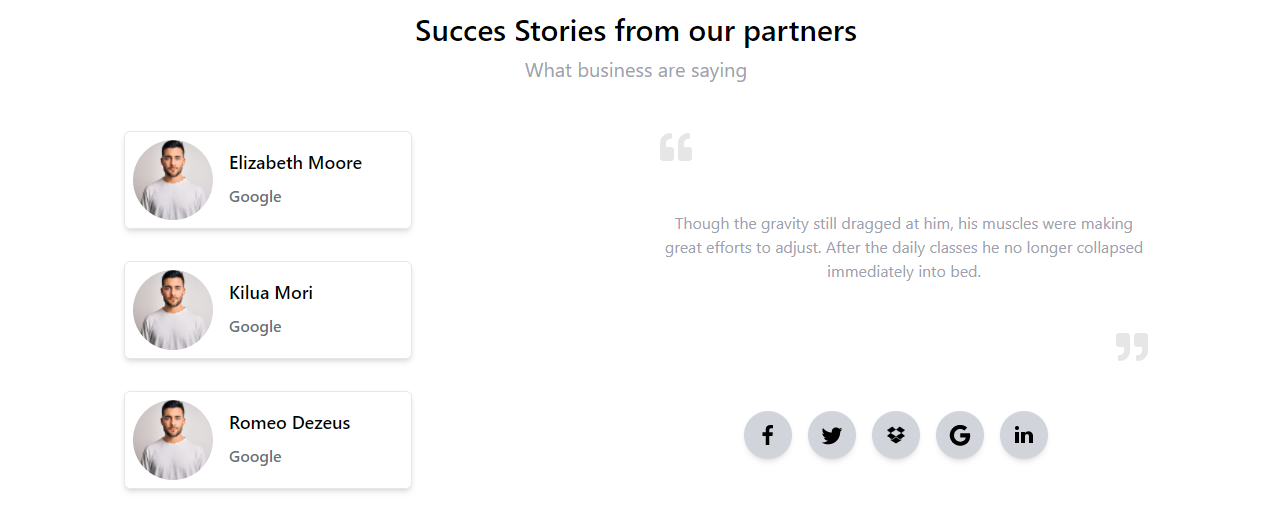 Succes Stories from our partners
What business are saying
Elizabeth Moore
Google
Kilua Mori
Google
Romeo Dezeus
Google
Though the gravity still dragged at him, his muscles were making
great efforts to adjust. After the daily classes he no longer collapsed
immediately into bed.